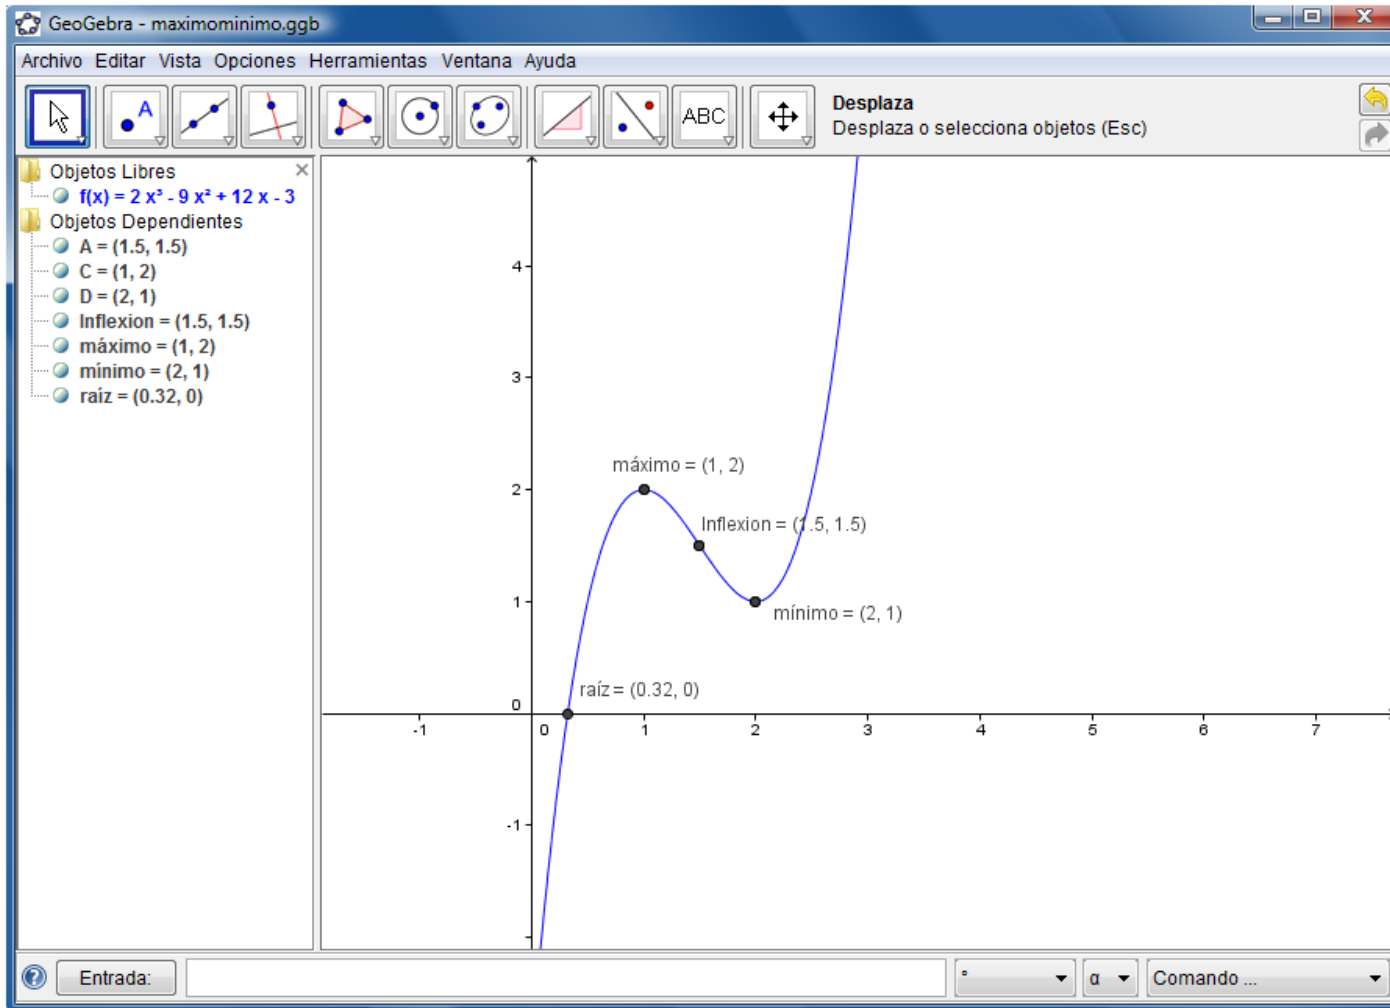 GeoGebra - maximominimo.ggb
Archivo Editar Vista Opciones Herramientas Ventana Ayuda
A
ABC
Desplaza
Desplaza o selecciona objetos (Esc)
Objetos Libres
f(x) = 2 x³ - 9 x² + 12 x - 3
Objetos Dependientes
A = (1.5, 1.5)
C = (1, 2)
D = (2, 1)
Inflexion = (1.5, 1.5)
máximo = (1, 2)
mínimo = (2, 1)
raíz = (0.32, 0)
4
3
máximo = (1, 2)
2
Inflexion = (1.5, 1.5)
1
mínimo = (2, 1)
raíz = (0.32, 0)
0
-1 0 1 2 3 4 5 6 7
-1
Entrada:
° α Comando ...